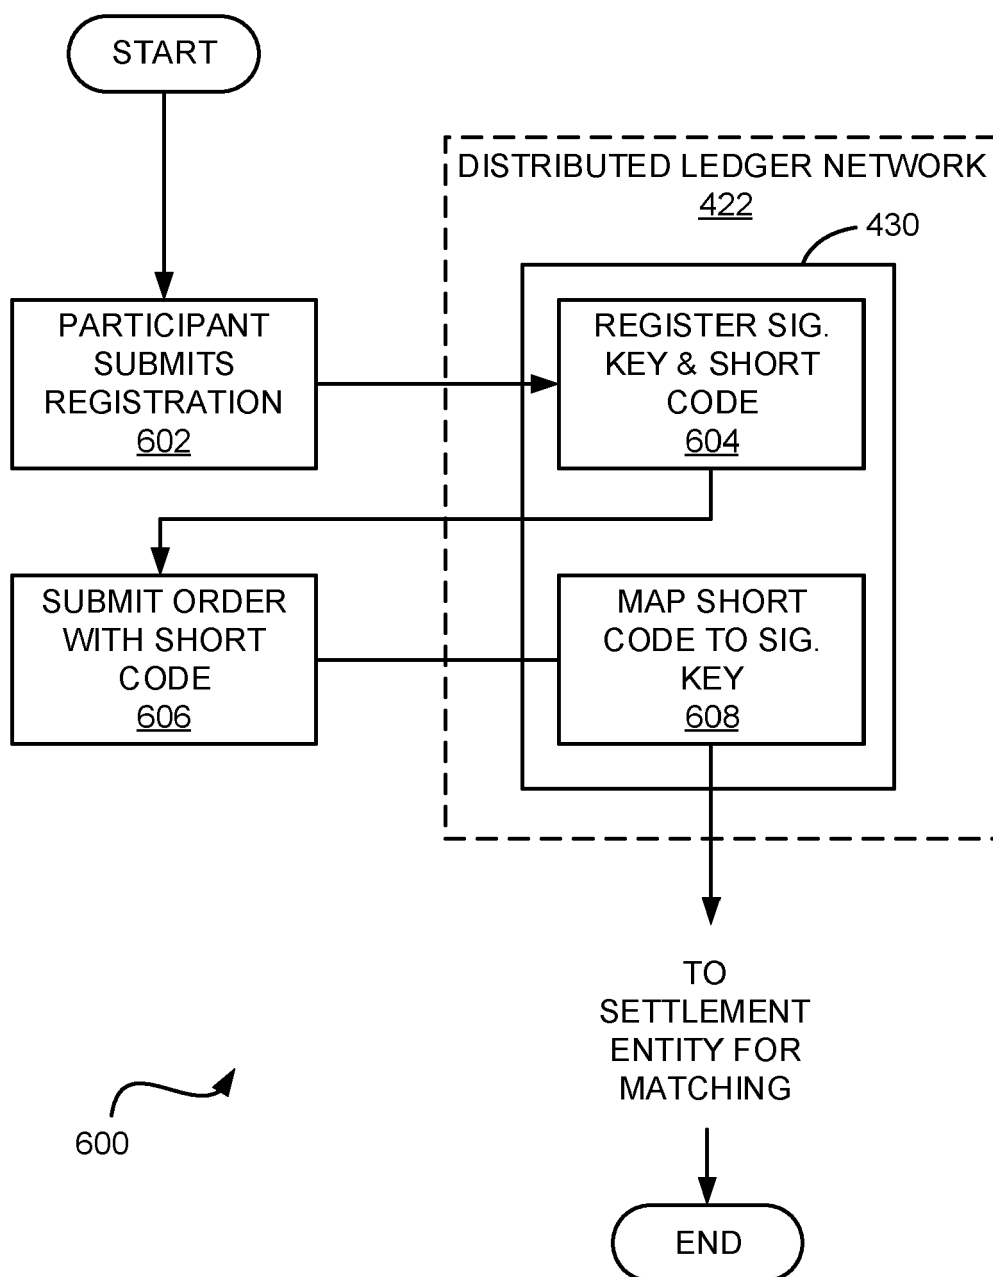 START
DISTRIBUTED LEDGER NETWORK
422
430
PARTICIPANT
SUBMITS
REGISTRATION
602
REGISTER SIG.
KEY & SHORT
CODE
604
SUBMIT ORDER
WITH SHORT
CODE
606
MAP SHORT
CODE TO SIG.
KEY
608
TO
SETTLEMENT
ENTITY FOR
MATCHING
600
END